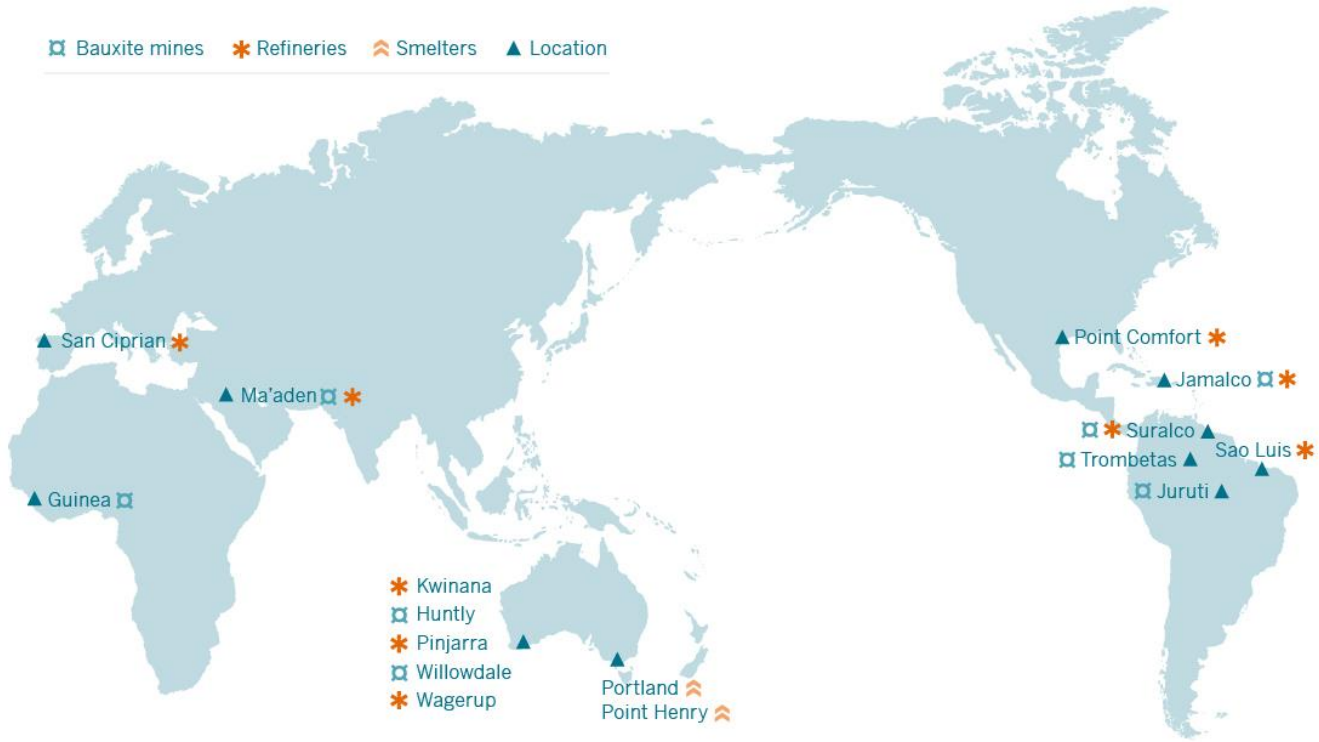 Bauxite mines Refineries Smelters Location
San Ciprian
Ma'aden
Guinea
Kwinana
Huntly
Pinjarra
Willowdale
Wagerup
Portland
Point Henry
Point Comfort
Jamalco
Suralco
Sao Luis
Trombetas
Juruti